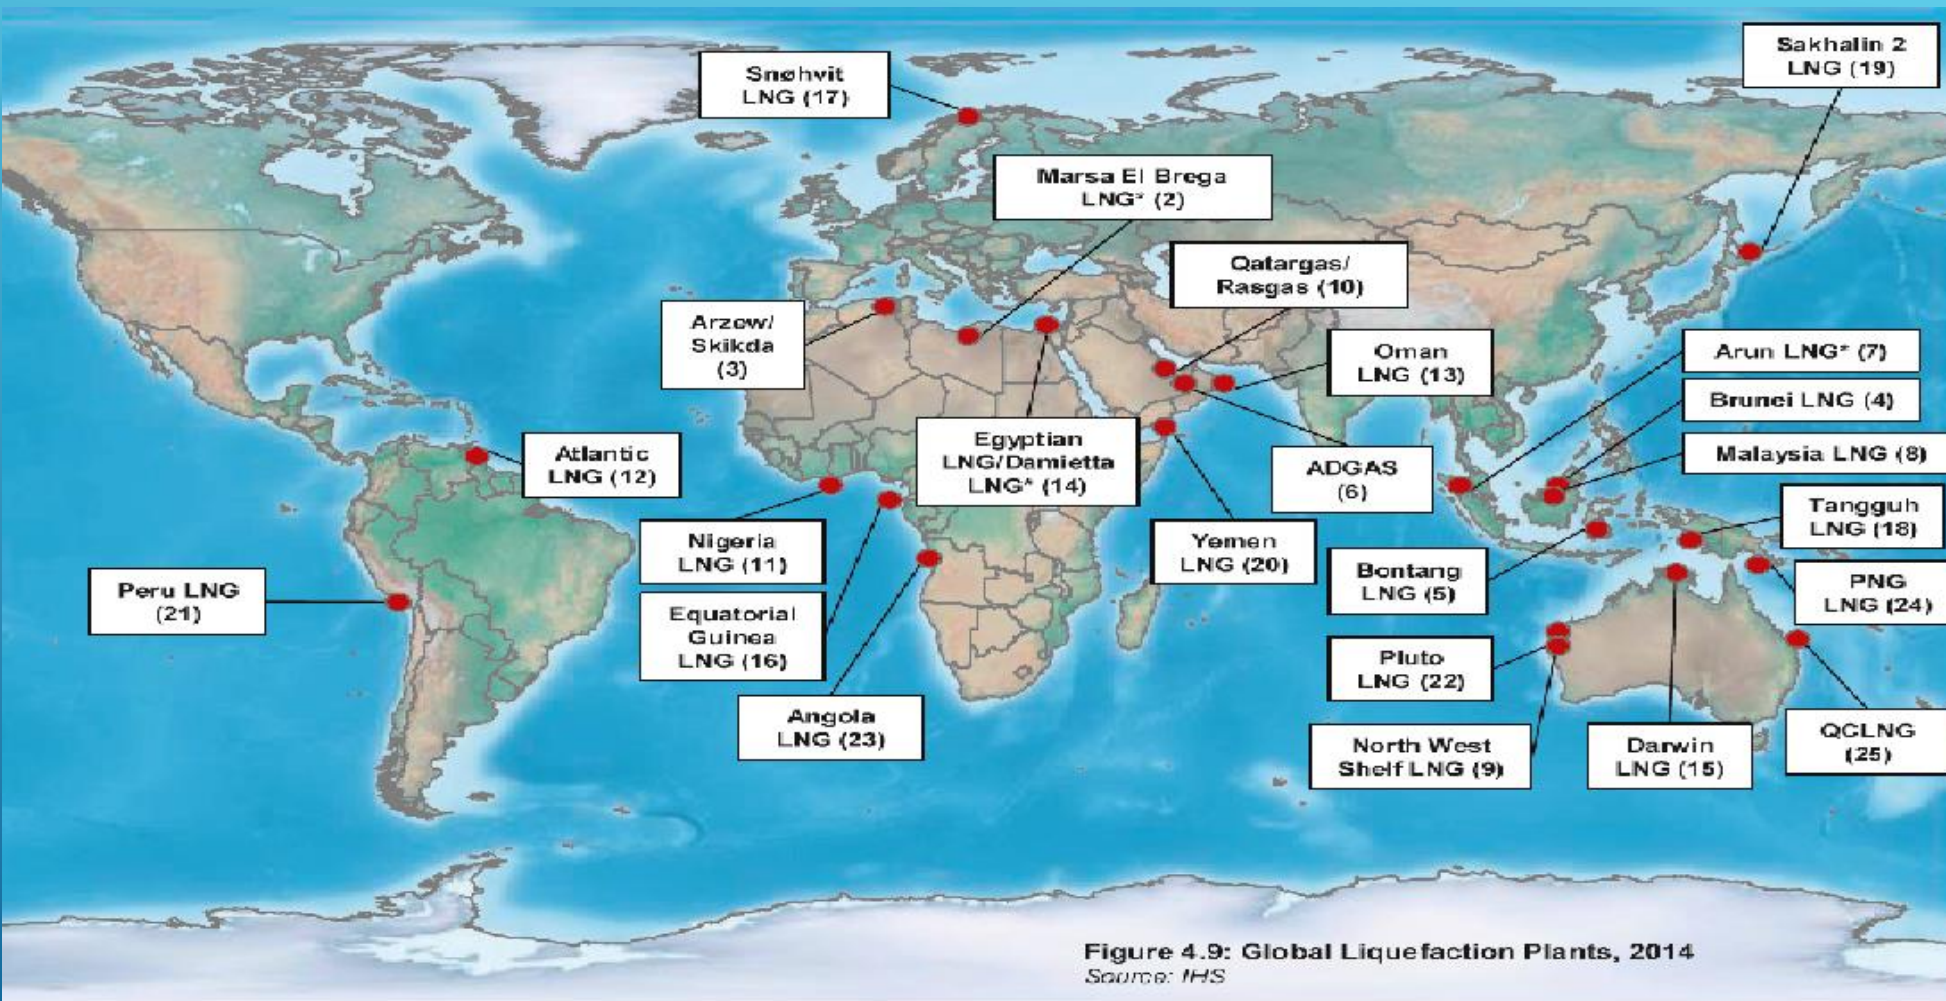 Sakhalin 2
LNG (19)
Snøhvit
LNG (17)
Marsa El Brega
LNG* (2)
Qatargas/
Rasgas (10)
Arzew/
Skikda
(3)
Oman
LNG (13)
Arun LNG* (7)
Brunei LNG (4)
Malaysia LNG (8)
Atlantic
LNG (12)
Egyptian
LNG/Damietta
LNG* (14)
ADGAS
(6)
Tangguh
LNG (18)
Nigeria
LNG (11)
Yemen
LNG (20)
Bontang
LNG (5)
PNG
LNG (24)
Peru LNG
(21)
Equatorial
Guinea
LNG (16)
Pluto
LNG (22)
Angola
LNG (23)
North West
Shelf LNG (9)
Darwin
LNG (15)
QCLNG
(25)
Figure 4.9: Global Liquefaction Plants, 2014
Source: IHS